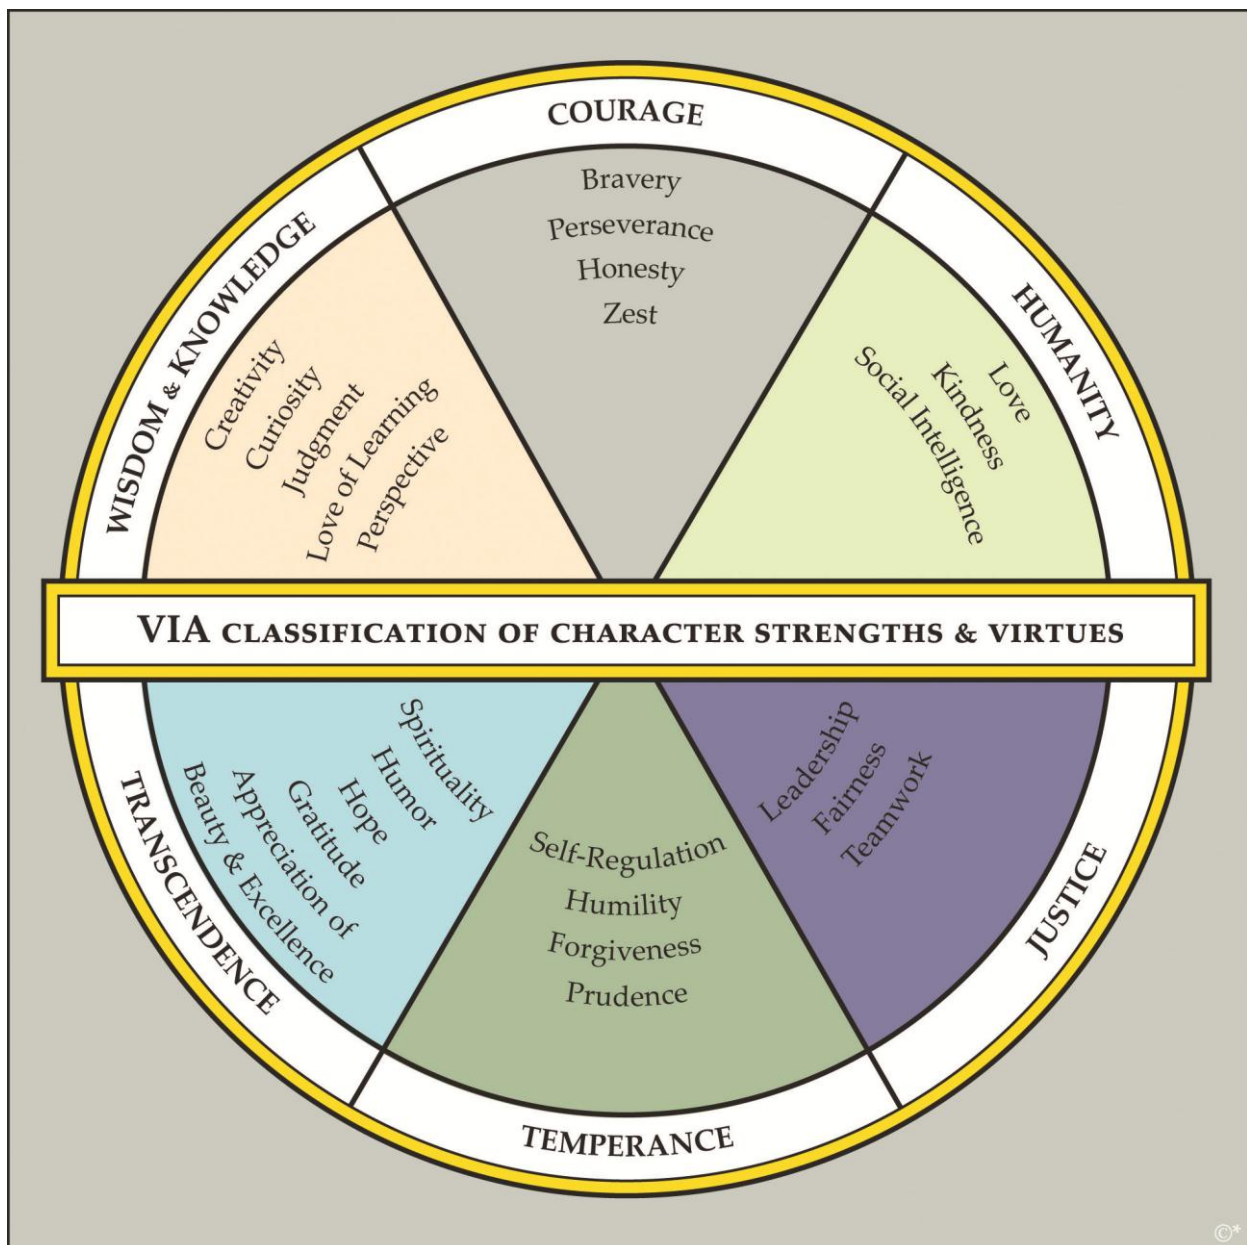 COURAGE
Bravery
Perseverance
Honesty
Zest
HUMANITY
Love
Kindness
Social Intelligence
WISDOM & KNOWLEDGE
Creativity
Curiosity
Judgment
Love of Learning
Perspective
VIA CLASSIFICATION OF CHARACTER STRENGTHS & VIRTUES
TRANSCENDENCE
Spirituality
Humor
Hope
Gratitude
Appreciation of
Beauty & Excellence
TEMPERANCE
Self-Regulation
Humility
Forgiveness
Prudence
JUSTICE
Leadership
Fairness
Teamwork
©*